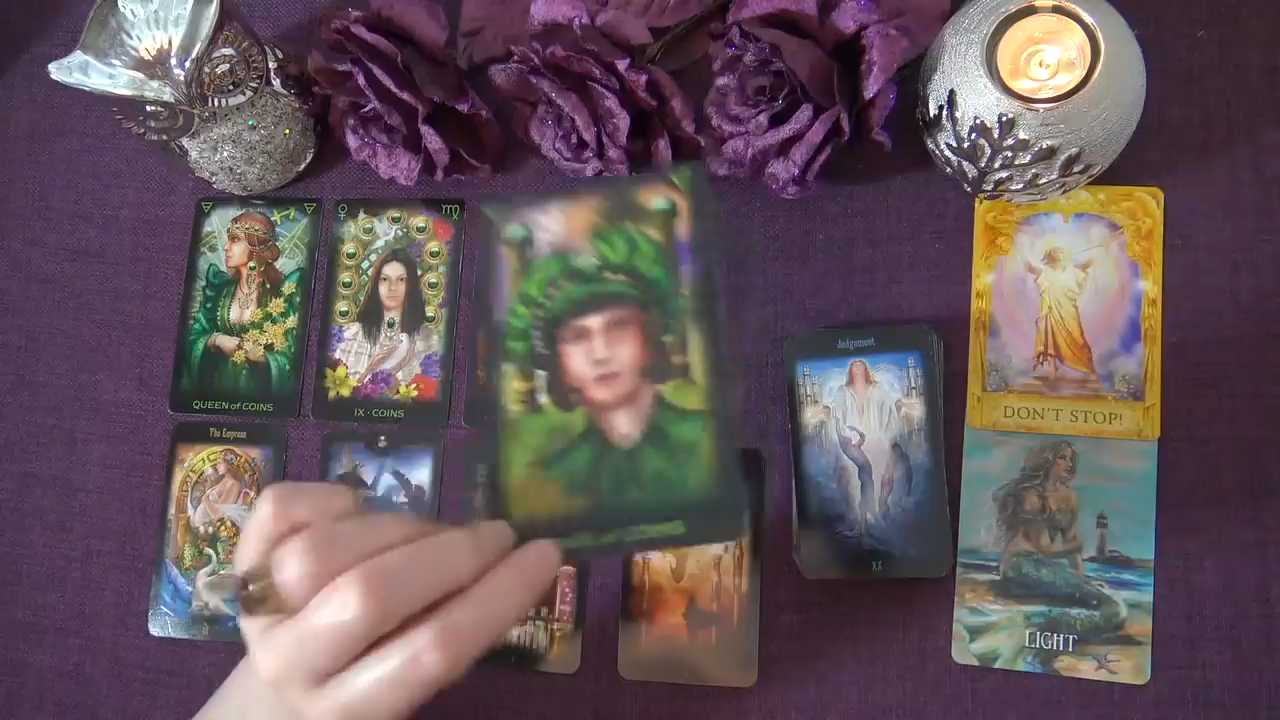 QUEEN of COINS
IX · COINS
The Empress
Judgement
XX
DON'T STOP!
LIGHT